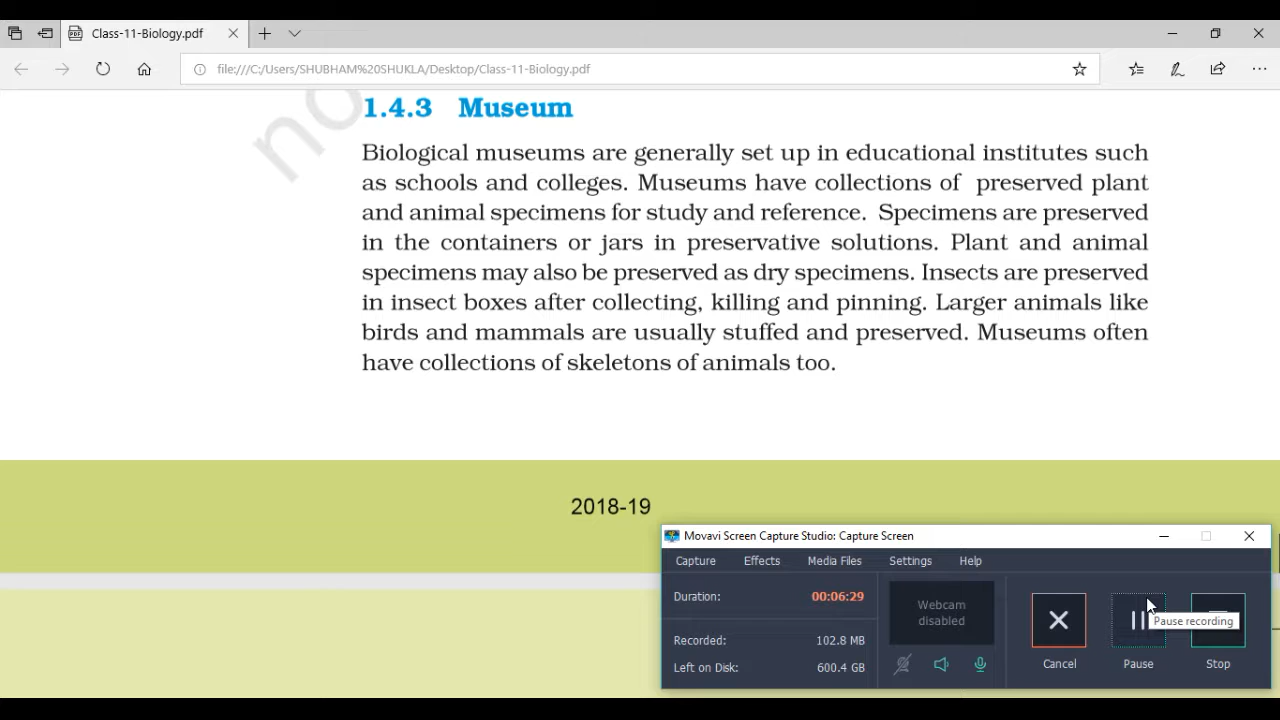 Class-11-Biology.pdf
file:///C:/Users/SHUBHAM%20SHUKLA/Desktop/Class-11-Biology.pdf
no
1.4.3 Museum
Biological museums are generally set up in educational institutes such
as schools and colleges. Museums have collections of preserved plant
and animal specimens for study and reference. Specimens are preserved
in the containers or jars in preservative solutions. Plant and animal
specimens may also be preserved as dry specimens. Insects are preserved
in insect boxes after collecting, killing and pinning. Larger animals like
birds and mammals are usually stuffed and preserved. Museums often
have collections of skeletons of animals too.
2018-19
Movavi Screen Capture Studio: Capture Screen
Capture Effects Media Files Settings Help
Duration: 00:06:29
Webcam
disabled
Recorded: 102.8 MB
Left on Disk: 600.4 GB
Pause recording
Cancel Pause Stop